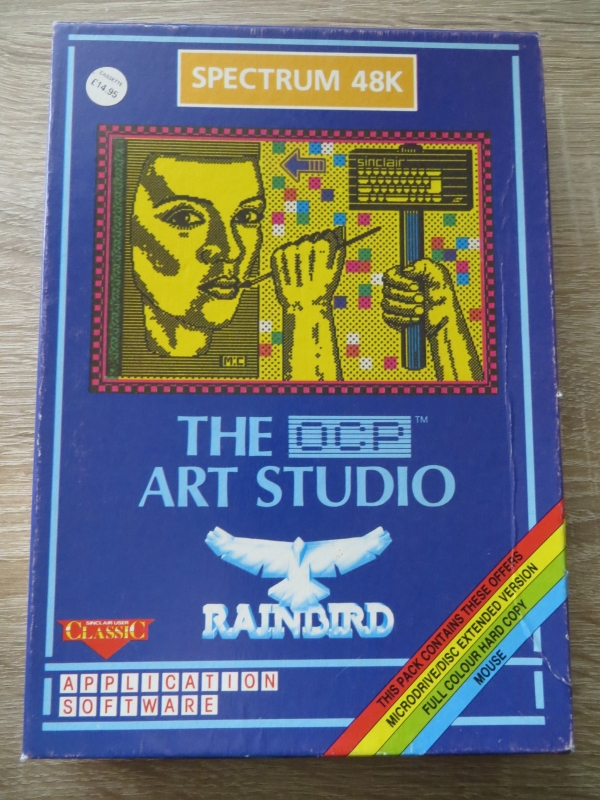 SPECTRUM 48K
CASSETTE
£14.95
sinclair
MxC
THE OCP™
ART STUDIO
RAINBIRD
SINCLAIR USER
CLASSIC
APPLICATION
SOFTWARE
THIS PACK CONTAINS THESE OFFERS
MICRODRIVE/DISC EXTENDED VERSION
FULL COLOUR HARD COPY
MOUSE